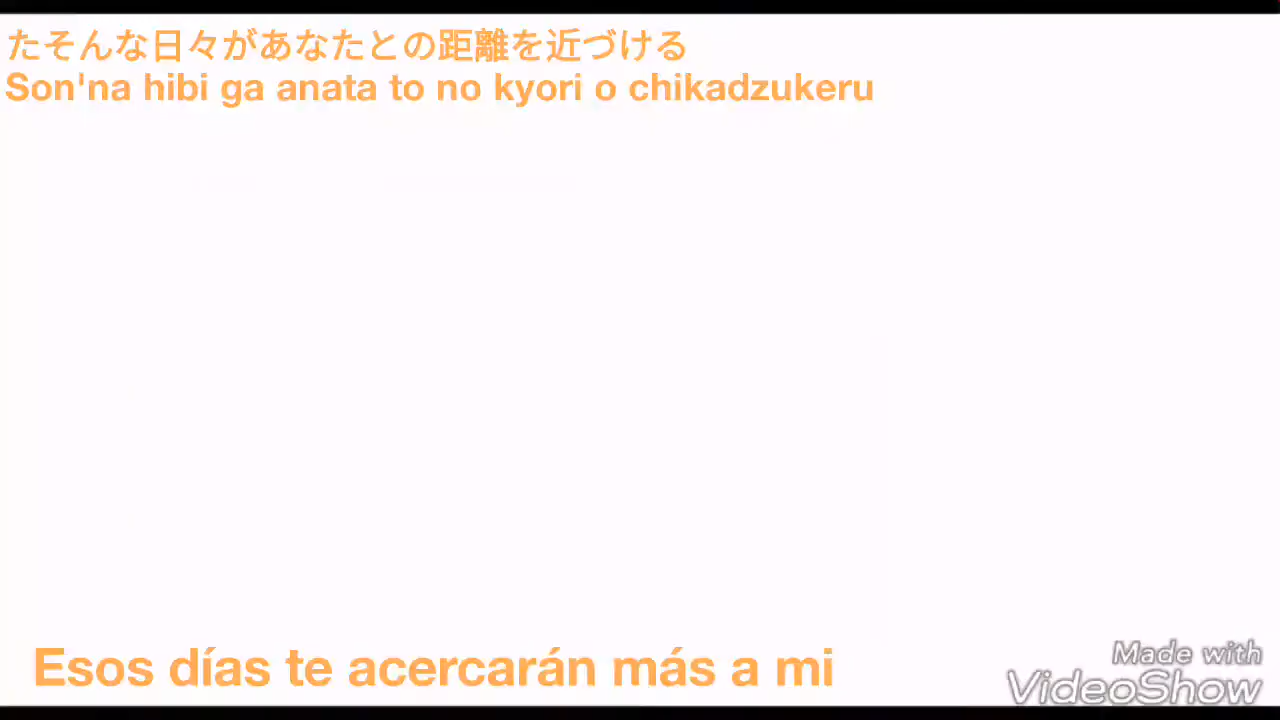 たそんな日々があなたとの距離を近づける
Son'na hibi ga anata to no kyori o chikadzukeru
Esos días te acercarán más a mi
Made with
VideoShow